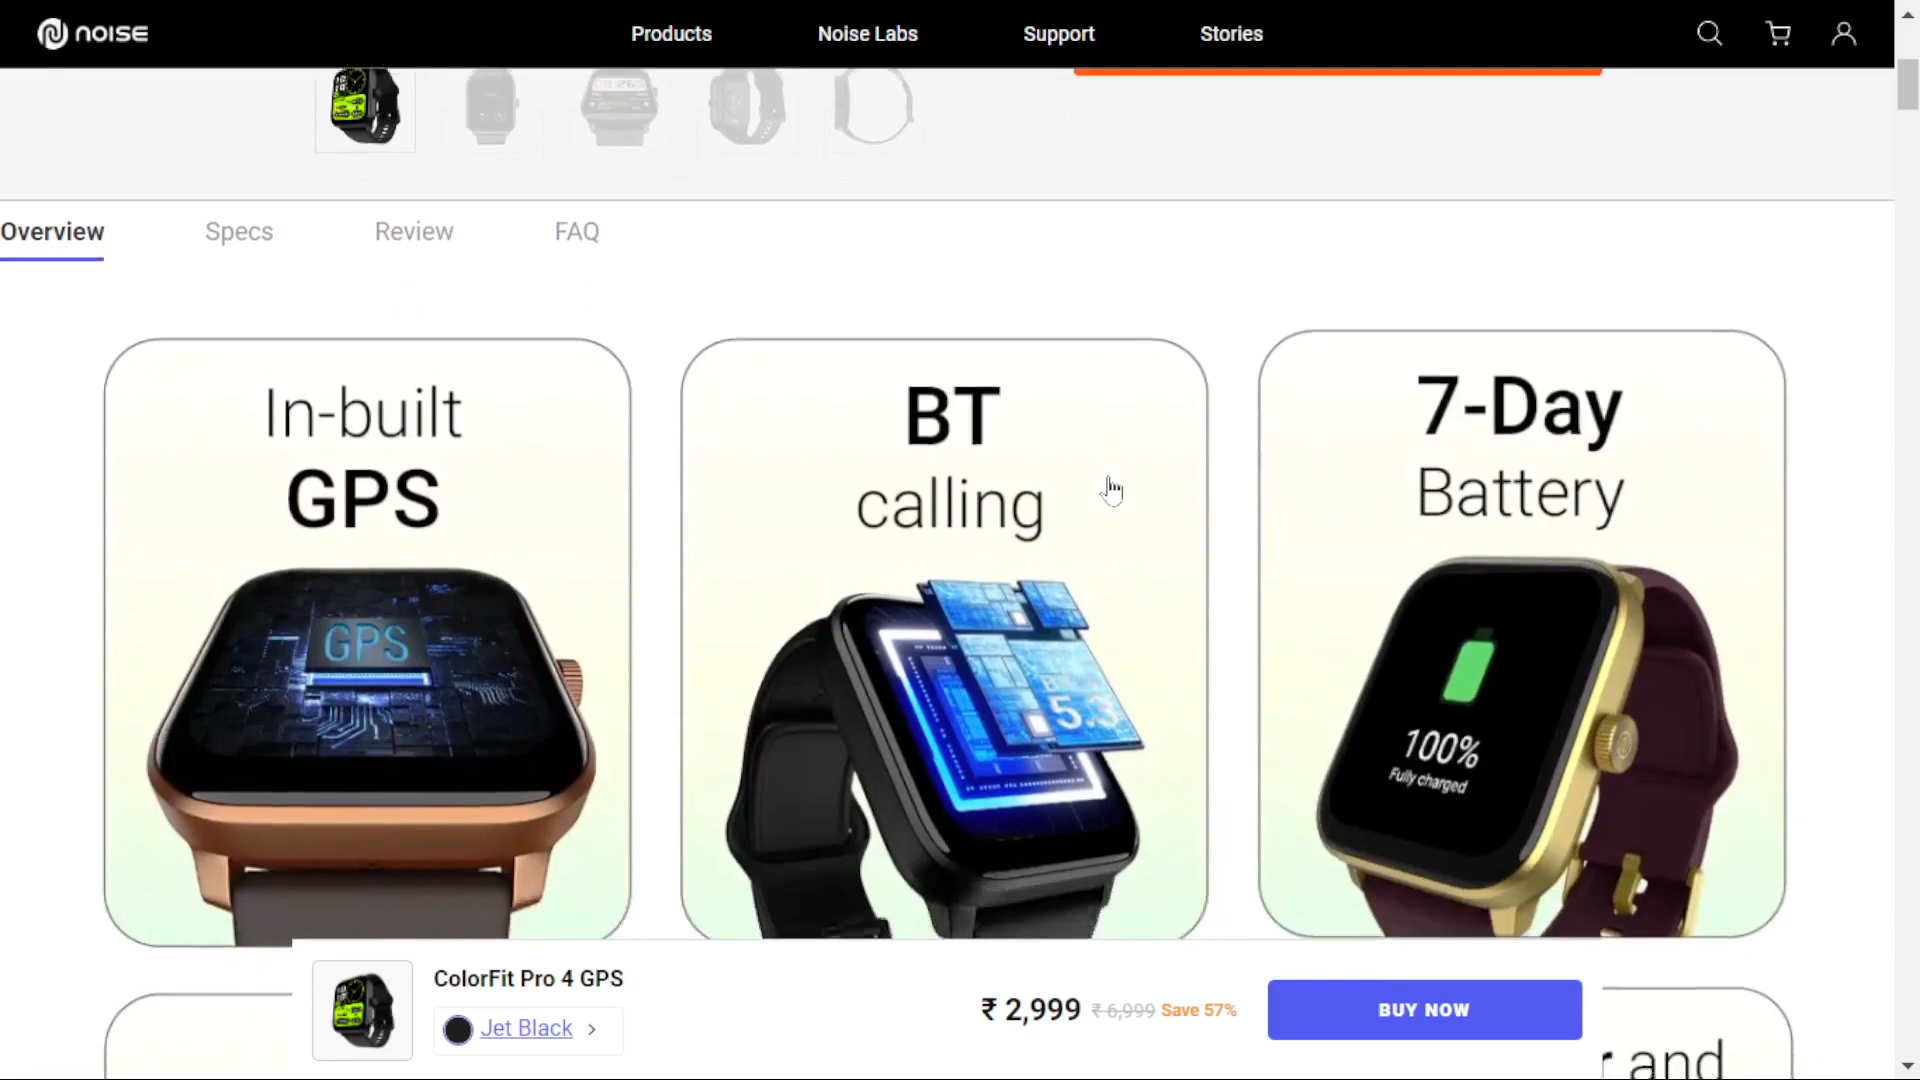 NOISE
Products
Noise Labs
Support
Stories
Overview
Specs
Review
FAQ
In-built
GPS
GPS
BT
calling
5.3
7-Day
Battery
100%
Fully charged
ColorFit Pro 4 GPS
Jet Black
₹ 2,999 ₹ 6,999 Save 57%
BUY NOW
and